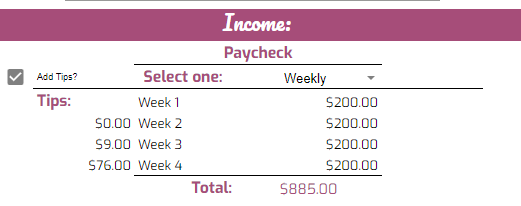 Income:
Paycheck
Add Tips? Select one: Weekly
Tips: Week 1 $200.00
$0.00 Week 2 $200.00
$9.00 Week 3 $200.00
$76.00 Week 4 $200.00
Total: $885.00